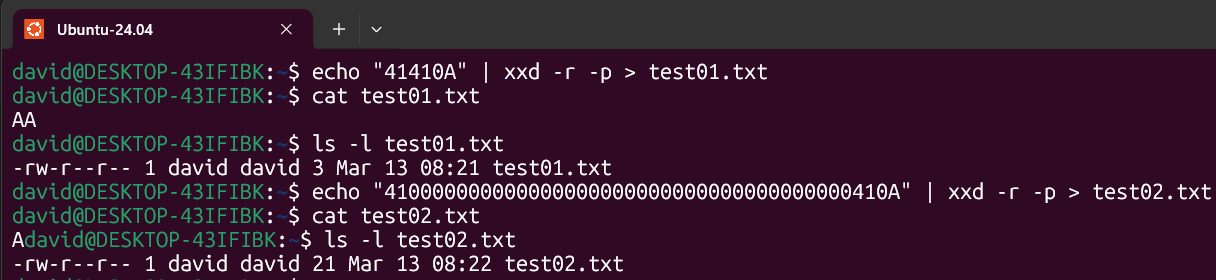 Ubuntu-24.04
david@DESKTOP-43IFIBK:~$ echo "41410A" | xxd -r -p > test01.txt
david@DESKTOP-43IFIBK:~$ cat test01.txt
AA
david@DESKTOP-43IFIBK:~$ ls -l test01.txt
-rw-r--r-- 1 david david 3 Mar 13 08:21 test01.txt
david@DESKTOP-43IFIBK:~$ echo "410000000000000000000000000000000000000410A" | xxd -r -p > test02.txt
david@DESKTOP-43IFIBK:~$ cat test02.txt
Adavid@DESKTOP-43IFIBK:~$ ls -l test02.txt
-rw-r--r-- 1 david david 21 Mar 13 08:22 test02.txt